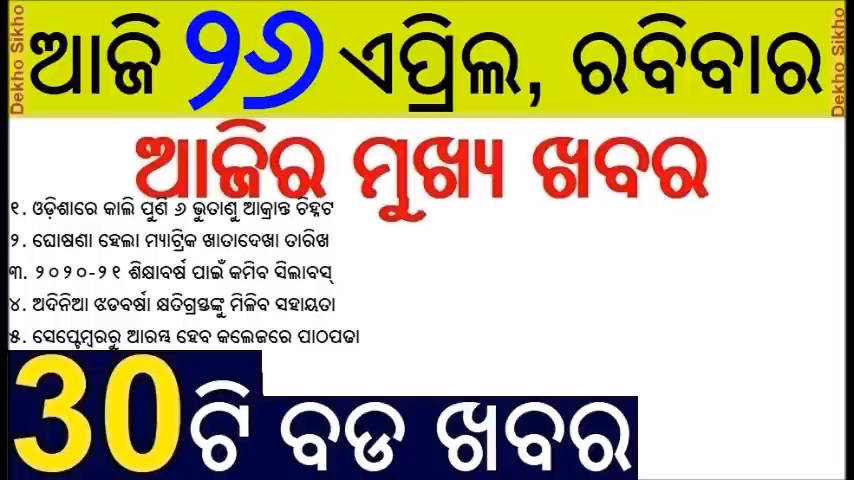 Dekho Sikho
ଆଜି ୨୬ ଏପ୍ରିଲ, ରବିବାର
Dekho Sikho
ଆଜିର ମୁଖ୍ୟ ଖବର
୧. ଓଡ଼ିଶାରେ କାଲି ପୁଣି ୬ ଭୁତାଣୁ ଆକ୍ରାନ୍ତ ଚିହ୍ନଟ
୨. ଘୋଷଣା ହେଲା ମ୍ୟାଟ୍ରିକ ଖାତାଦେଖା ତାରିଖ
୩. ୨୦୨୦-୨୧ ଶିକ୍ଷାବର୍ଷ ପାଇଁ କମିବ ସିଲାବସ୍
୪. ଅଦିନିଆ ଝଡବର୍ଷା କ୍ଷତିଗ୍ରସ୍ତଙ୍କୁ ମିଳିବ ସହାୟତା
୫. ସେପ୍ଟେମ୍ବରରୁ ଆରମ୍ଭ ହେବ କଲେଜରେ ପାଠପଢା
30ଟି ବଡ ଖବର